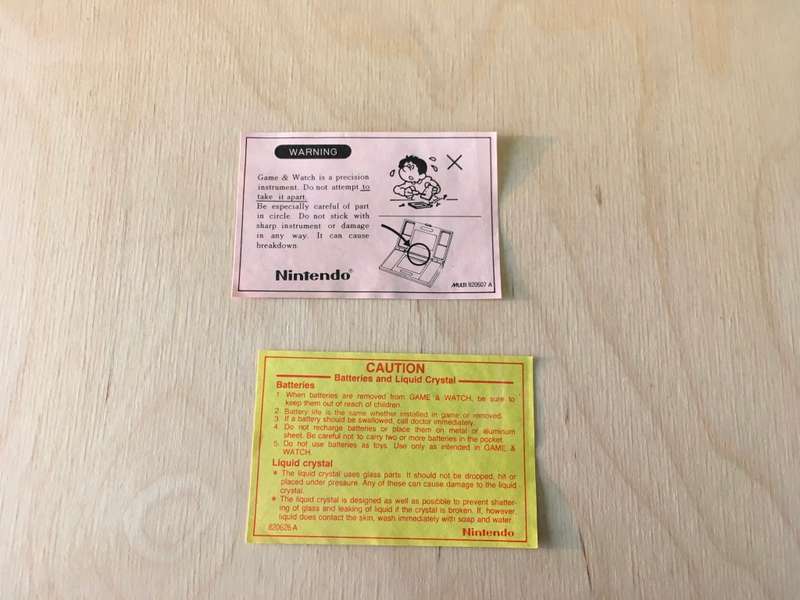 WARNING
Game & Watch is a precision
instrument. Do not attempt to
take it apart.
Be especially careful of part
in circle. Do not stick with
sharp instrument or damage
in any way. It can cause
breakdown.
Nintendo®
MULTI 820607 A
CAUTION
Batteries and Liquid Crystal
Batteries
1. When batteries are removed from GAME & WATCH, be sure to
keep them out of reach of children.
2. Battery life is the same whether installed in game or removed.
3. If a battery should be swallowed, call doctor immediately.
4. Do not recharge batteries or place them on metal or aluminum
sheet. Be careful not to carry two or more batteries in the pocket.
5. Do not use batteries as toys. Use only as intended in GAME &
WATCH.
Liquid crystal
* The liquid crystal uses glass parts. It should not be dropped, hit or
placed under presure. Any of these can cause damage to the liquid
crystal.
* The liquid crystal is designed as well as possible to prevent shatter-
ing of glass and leaking of liquid if the crystal is broken. If, however,
liquid does contact the skin, wash immediately with soap and water.
820626 A
Nintendo